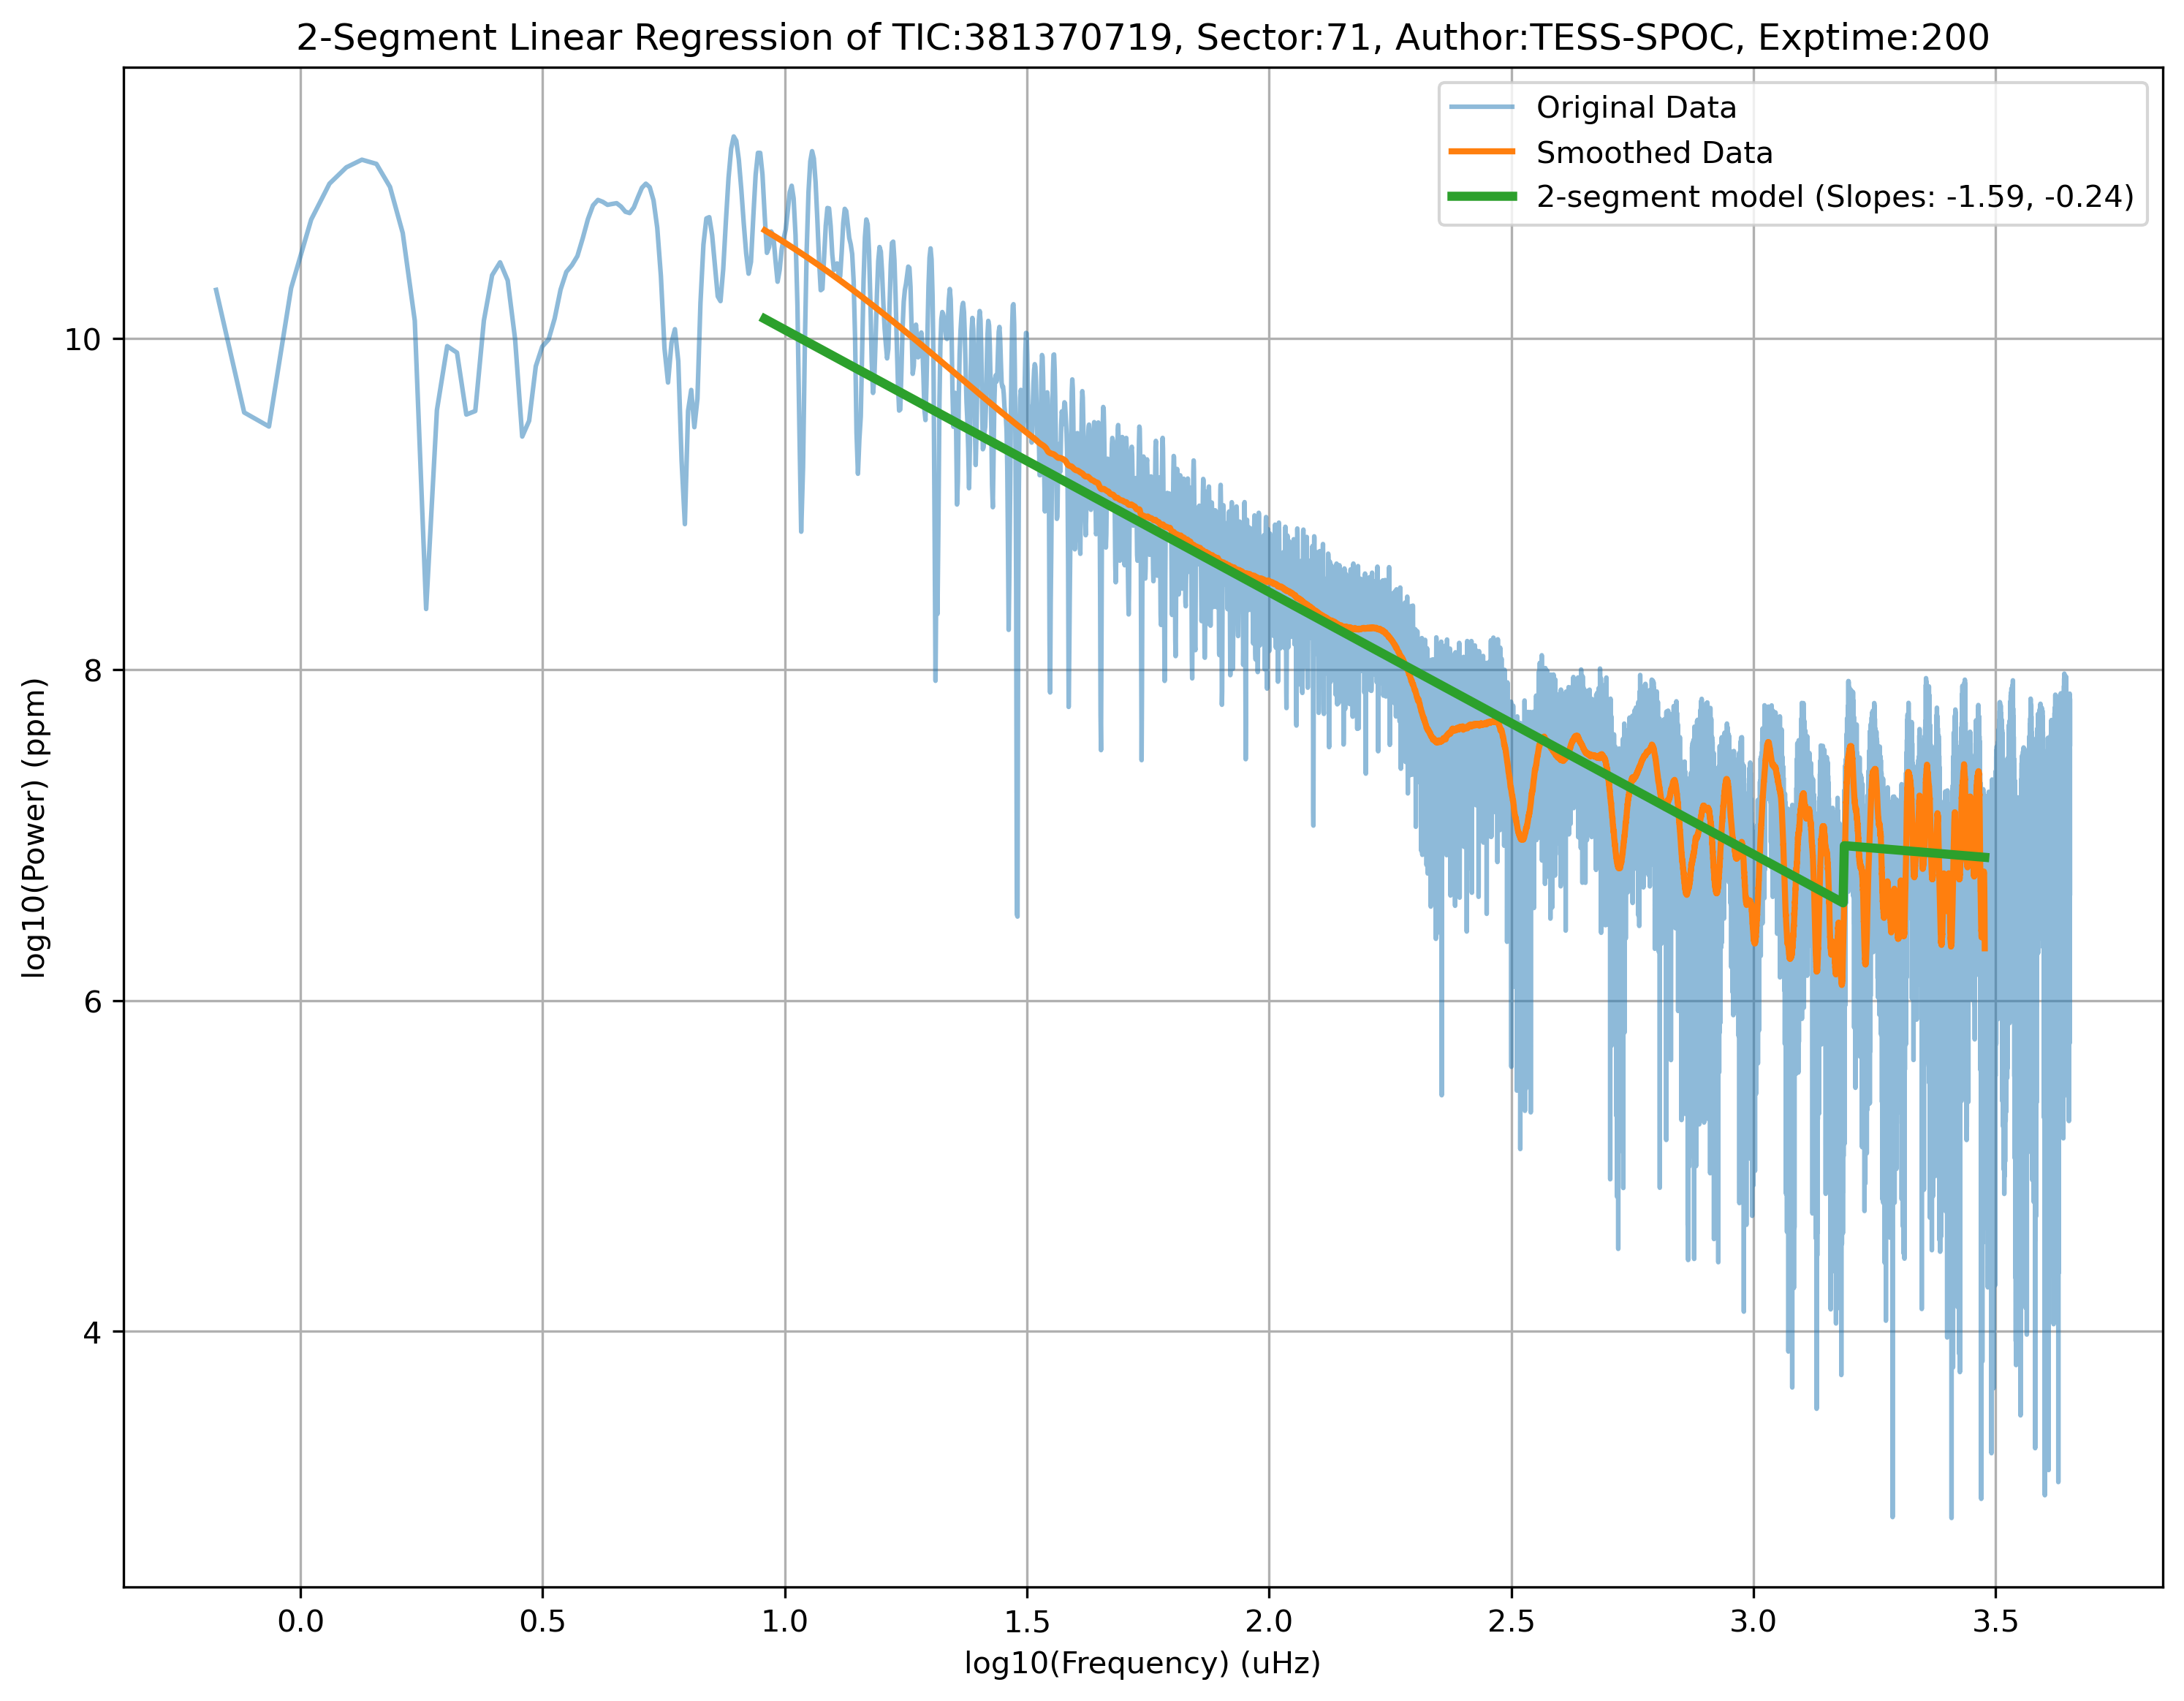 2-Segment Linear Regression of TIC:381370719, Sector:71, Author:TESS-SPOC, Exptime:200
Original Data
Smoothed Data
2-segment model (Slopes: -1.59, -0.24)
log10(Power) (ppm)
10
8
6
4
0.0 0.5 1.0 1.5 2.0 2.5 3.0 3.5
log10(Frequency) (uHz)